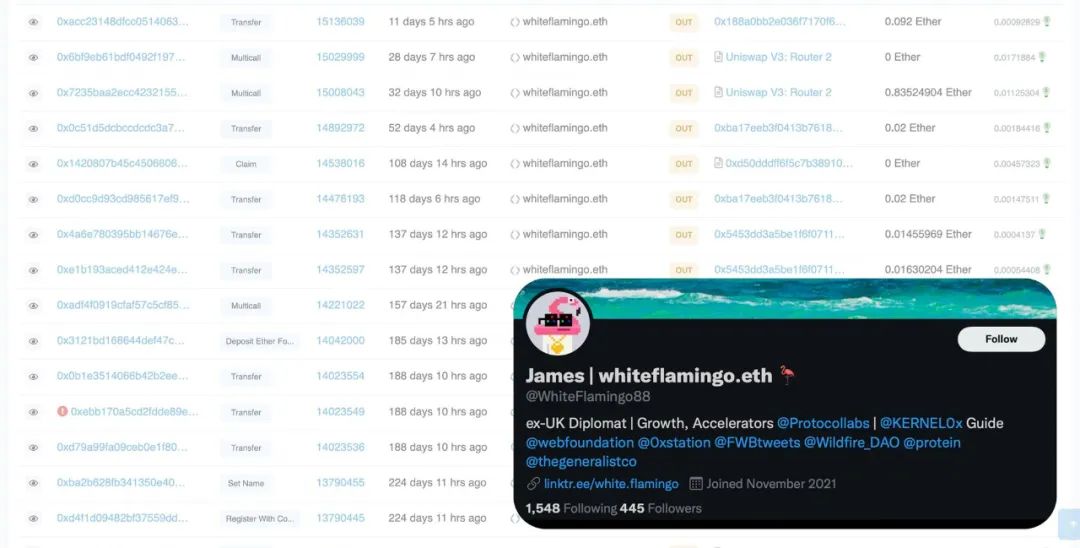 0xacc23148dfcc0514063... Transfer 15136039 11 days 5 hrs ago whiteflamingo.eth OUT 0x188a0bb2e036f7170f6... 0.092 Ether 0.00092829
0x6bf9eb61bdf0492f197... Multicall 15029999 28 days 7 hrs ago whiteflamingo.eth OUT Uniswap V3: Router 2 0 Ether 0.0171884
0x7235baa2ecc4232155... Multicall 15008043 32 days 10 hrs ago whiteflamingo.eth OUT Uniswap V3: Router 2 0.83524904 Ether 0.01125304
0x0c51d5dcbccdcdc3a7... Transfer 14892972 52 days 4 hrs ago whiteflamingo.eth OUT 0xba17eeb3f0413b7618... 0.02 Ether 0.00184416
0x1420807b45c4506606... Claim 14538016 108 days 14 hrs ago whiteflamingo.eth OUT 0xd50dddff6f5c7b38910... 0 Ether 0.00457323
0xd0cc9d93cd985617ef9... Transfer 14476193 118 days 6 hrs ago whiteflamingo.eth OUT 0xba17eeb3f0413b7618... 0.02 Ether 0.00147511
0x4a6e780395bb14676e... Transfer 14352631 137 days 12 hrs ago whiteflamingo.eth OUT 0x5453dd3a5be1f6f0711... 0.01455969 Ether 0.0004137
0xe1b193aced412e424e... Transfer 14352597 137 days 12 hrs ago whiteflamingo.eth OUT 0x5453dd3a5be1f6f0711... 0.01630204 Ether 0.00054408
0xadf4f0919cfaf57c5cf85... Multicall 14221022 157 days 21 hrs ago
0x3121bd168644def47c... Deposit Ether Fo... 14042000 185 days 13 hrs ago
0x0b1e3514066b42b2ee... Transfer 14023554 188 days 10 hrs ago
0xebb170a5cd2fdde89e... Transfer 14023549 188 days 10 hrs ago
0xd79a99fa09ceb0e1f80... Transfer 14023536 188 days 10 hrs ago
0xba2b628fb341350e40... Set Name 13790455 224 days 11 hrs ago
0xd4f1d09482bf37559dd... Register With Co... 13790445 224 days 11 hrs ago
Follow
James | whiteflamingo.eth
@WhiteFlamingo88
ex-UK Diplomat | Growth, Accelerators @Protocollabs | @KERNEL0x Guide
@webfoundation @0xstation @FWBtweets @Wildfire_DAO @protein
@thegeneralistco
linktr.ee/white.flamingo Joined November 2021
1,548 Following 445 Followers